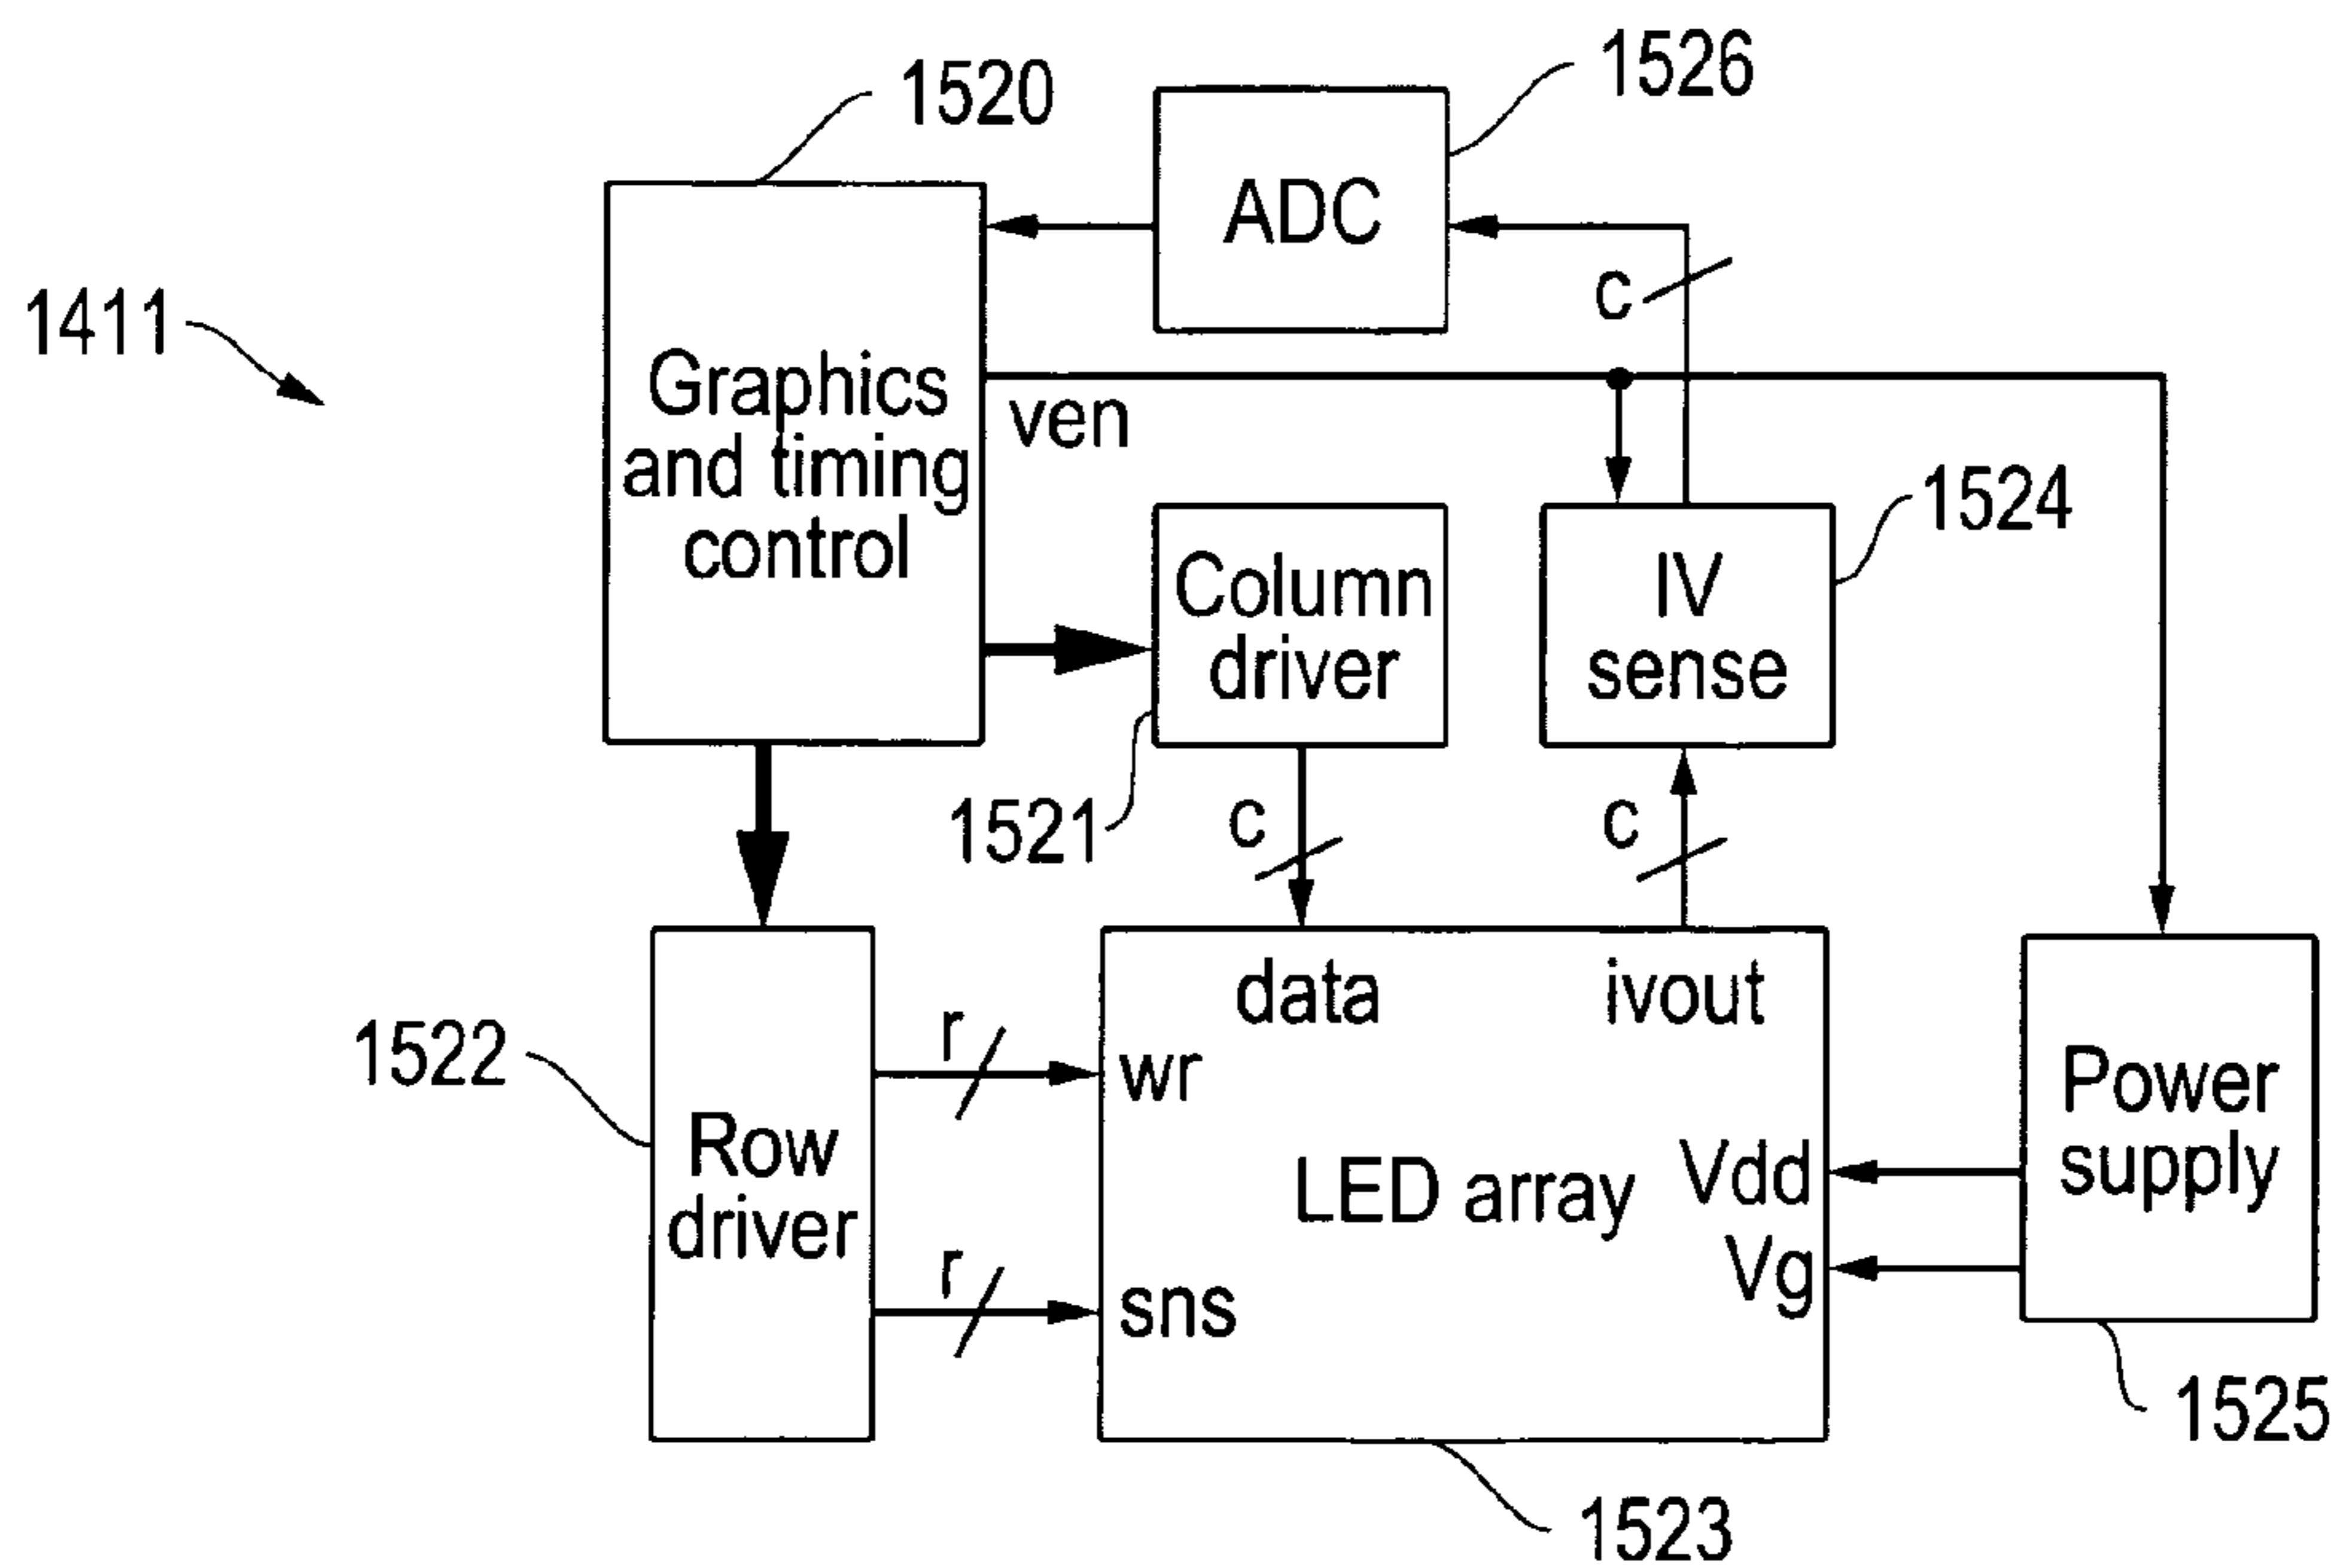 1526
1520
ADC
1411
c
Graphics
and timing
control
ven
1524
Column
driver
IV
sense
1521
c
c
data
ivout
1522
r
wr
Row
driver
LED array
Vdd
Vg
Power
supply
r
sns
1525
1523